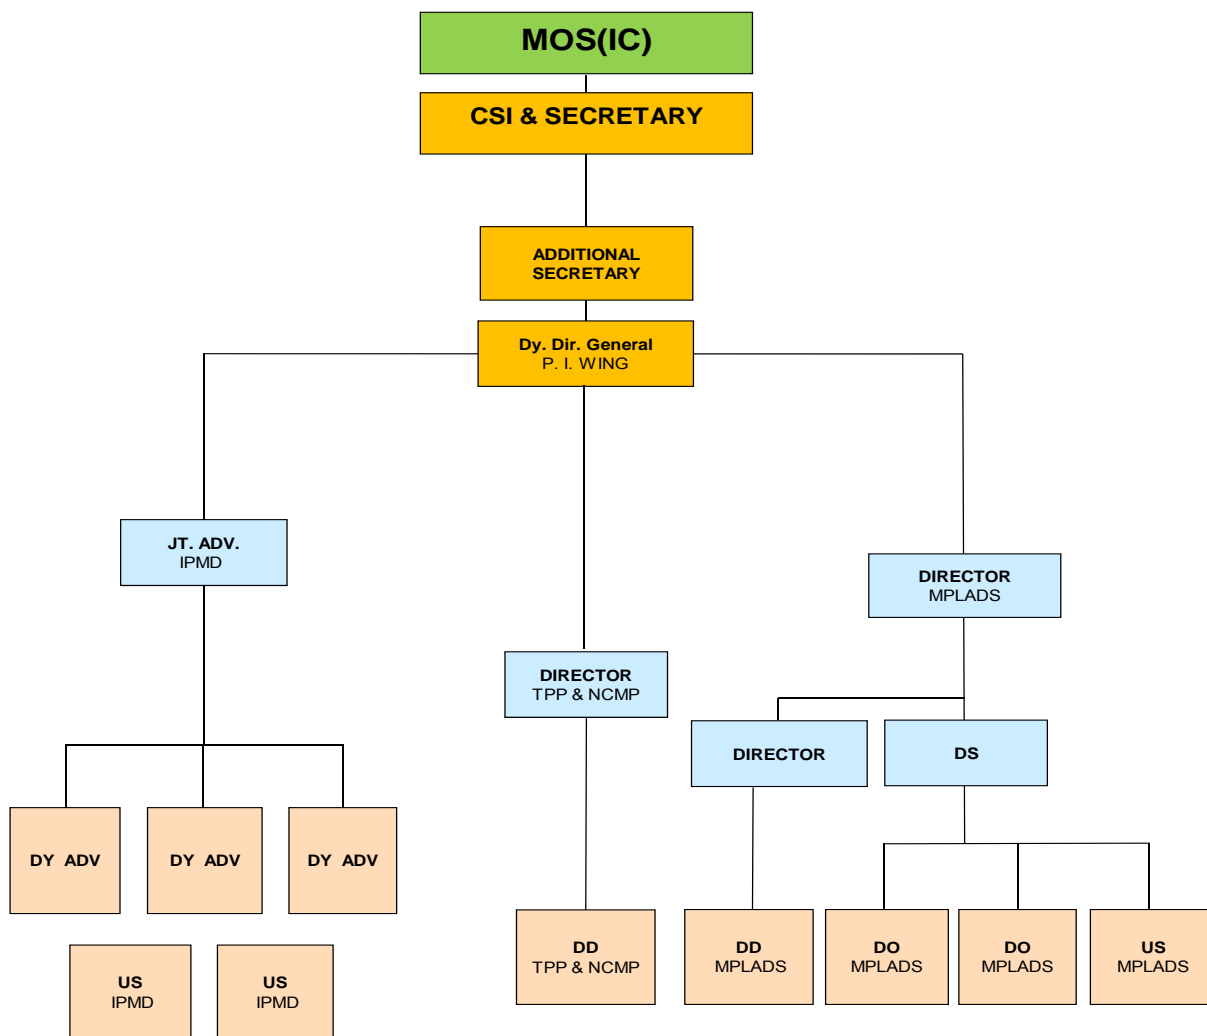 MOS(IC)
CSI & SECRETARY
ADDITIONAL
SECRETARY
Dy. Dir. General
P. I. WING
JT. ADV.
IPMD
DIRECTOR
MPLADS
DIRECTOR
TPP & NCMP
DIRECTOR
DS
DY ADV
DY ADV
DY ADV
DD
TPP & NCMP
DD
MPLADS
DO
MPLADS
DO
MPLADS
US
MPLADS
US
IPMD
US
IPMD